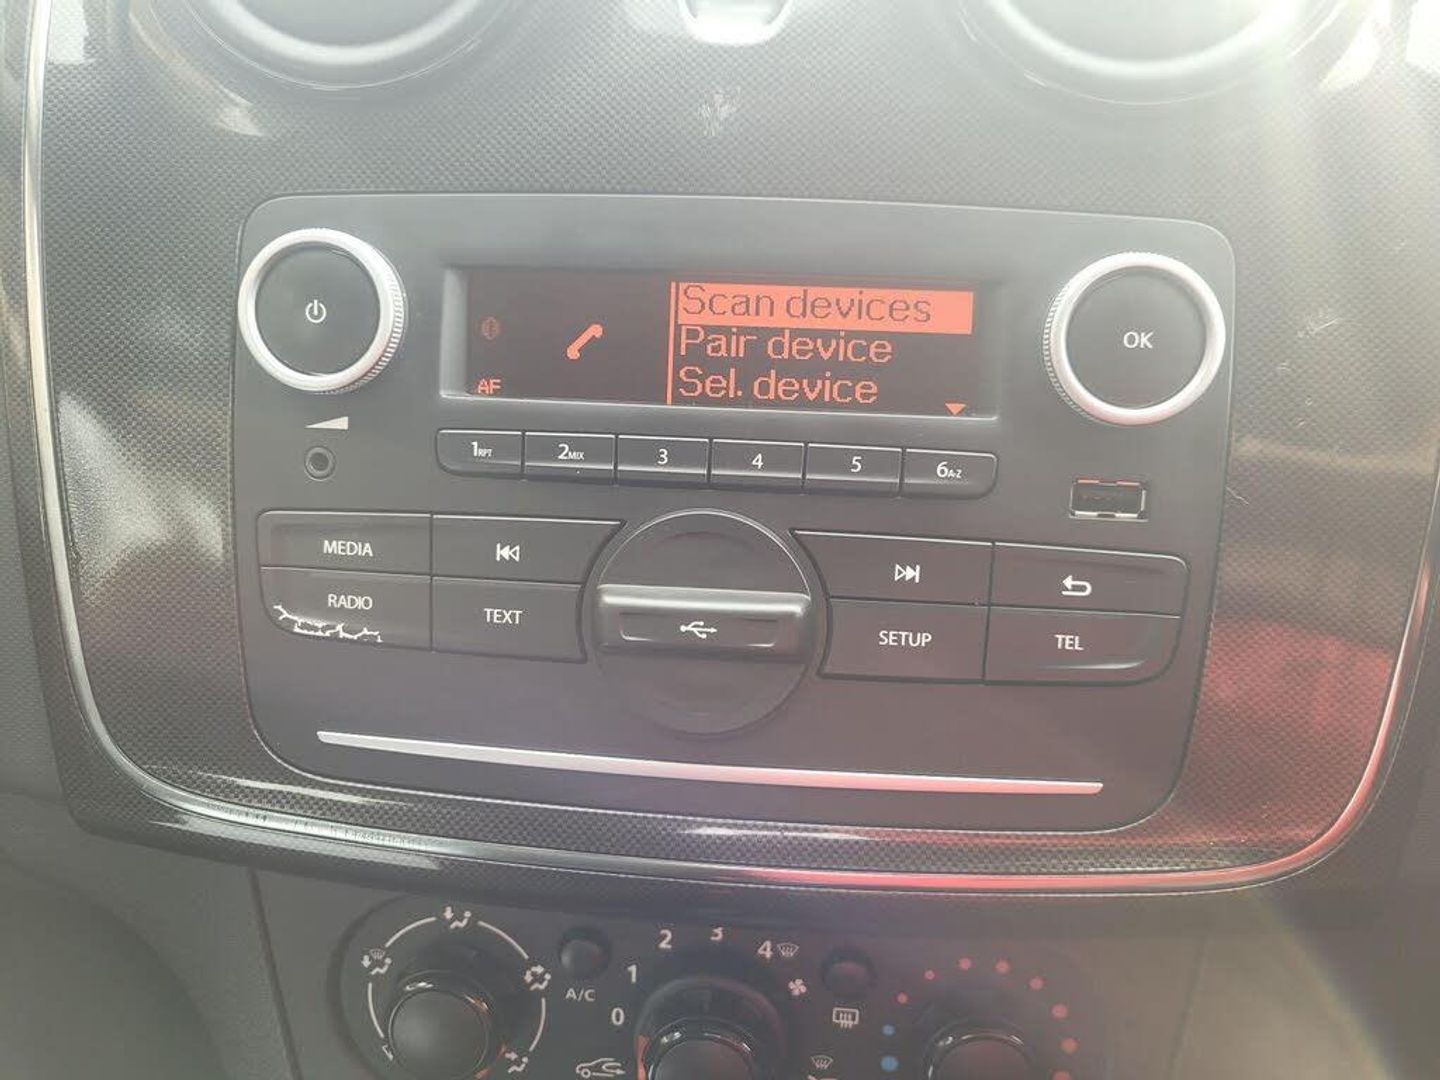 Scan devices
Pair device
Sel. device
AF
OK
1RPT 2MIX 3 4 5 6A-Z
MEDIA
RADIO
TEXT
SETUP
TEL
0 1 2 3 4
A/C